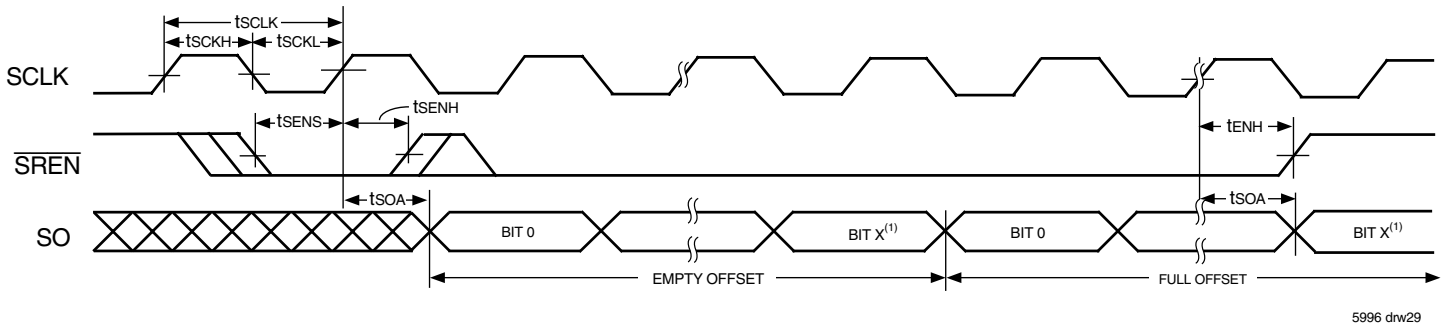 tSCLK
tSCKH
tSCKL
SCLK
tSENS
tSENH
tENH
SREN
tSOA
tSOA
SO
BIT 0
BIT X(1)
BIT 0
BIT X(1)
EMPTY OFFSET
FULL OFFSET
5996 drw29